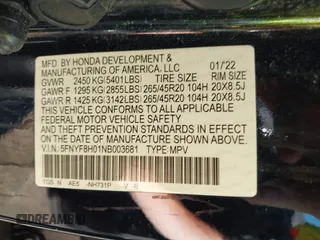 MFD. BY HONDA DEVELOPMENT &
MANUFACTURING OF AMERICA, LLC 01/22
GVWR 2450 KG(5401LBS) TIRE SIZE RIM SIZE
GAWR F 1295 KG(2855LBS) 265/45R20 104H 20X8.5J
GAWR R 1425 KG(3142LBS) 265/45R20 104H 20X8.5J
THIS VEHICLE CONFORMS TO ALL APPLICABLE
FEDERAL MOTOR VEHICLE SAFETY AND THEFT
PREVENTION STANDARDS IN EFFECT ON THE DATE
OF MANUFACTURE SHOWN ABOVE.
V.I.N. 5FNYF8H01NB003681 TYPE MPV
NH731P
DREAMBID